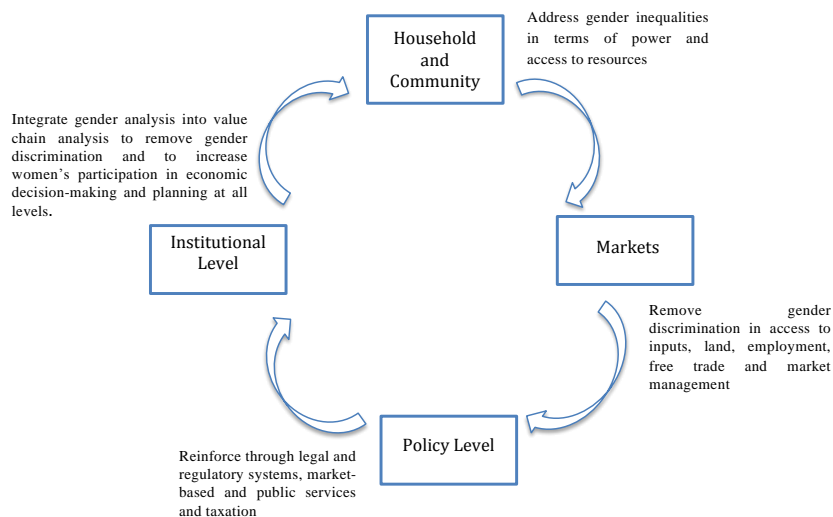 Household
and
Community
Address gender inequalities
in terms of power and
access to resources
Markets
Remove gender
discrimination in access to
inputs, land, employment,
free trade and market
management
Policy Level
Reinforce through legal and
regulatory systems, market-
based and public services
and taxation
Institutional
Level
Integrate gender analysis into value
chain analysis to remove gender
discrimination and to increase
women’s participation in economic
decision-making and planning at all
levels.